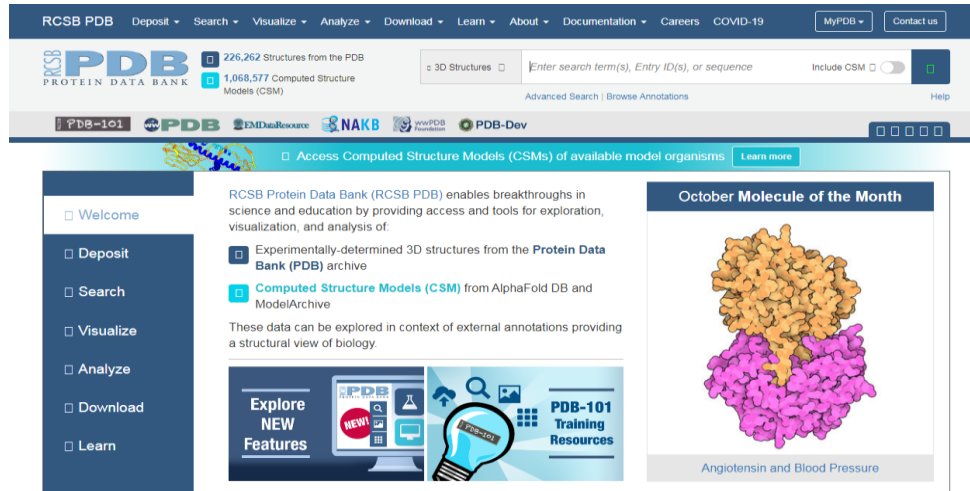 RCSB PDB Deposit Search Visualize Analyze Download Learn About Documentation Careers COVID-19 MyPDB Contact us
RCSB PDB
PROTEIN DATA BANK
226,262 Structures from the PDB
1,068,577 Computed Structure
Models (CSM)
3D Structures
Enter search term(s), Entry ID(s), or sequence
Include CSM
Advanced Search | Browse Annotations
Help
PDB-101 wwPDB EMDataResource NAKB wwPDB Foundation PDB-Dev
Access Computed Structure Models (CSMs) of available model organisms Learn more
Welcome
Deposit
Search
Visualize
Analyze
Download
Learn
RCSB Protein Data Bank (RCSB PDB) enables breakthroughs in
science and education by providing access and tools for exploration,
visualization, and analysis of:
Experimentally-determined 3D structures from the Protein Data
Bank (PDB) archive
Computed Structure Models (CSM) from AlphaFold DB and
ModelArchive
These data can be explored in context of external annotations providing
a structural view of biology.
Explore
NEW
Features
PDB
PROTEIN DATA BANK
NEW!
PDB-101
PDB-101
Training
Resources
October Molecule of the Month
Angiotensin and Blood Pressure